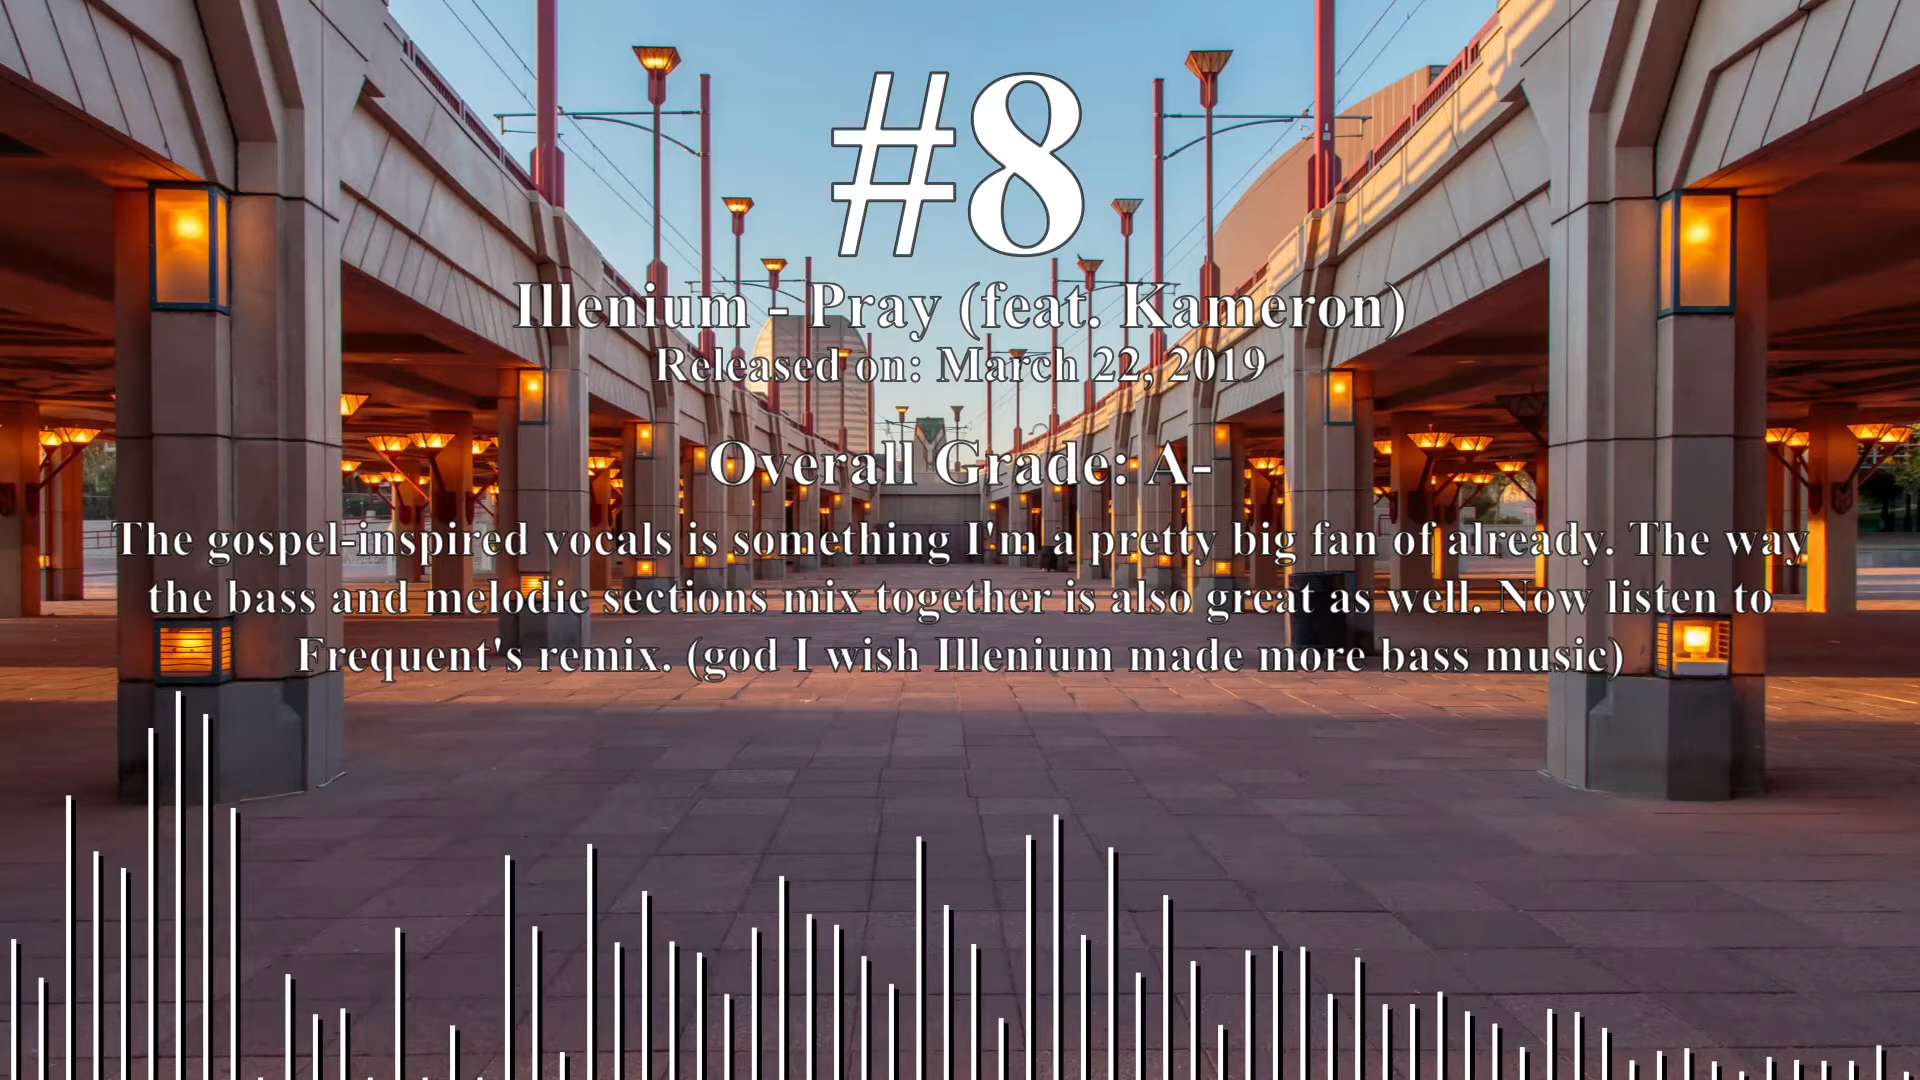 #8
Illenium - Pray (feat. Kameron)
Released on: March 22, 2019
Overall Grade: A-
The gospel-inspired vocals is something I'm a pretty big fan of already. The way
the bass and melodic sections mix together is also great as well. Now listen to
Frequent's remix. (god I wish Illenium made more bass music)